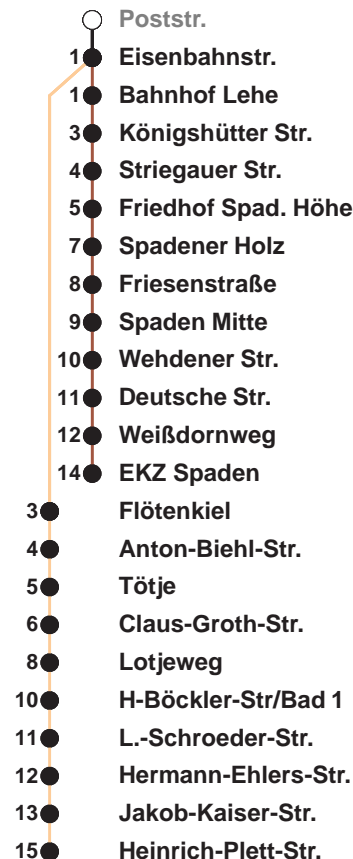 Poststr.
1 Eisenbahnstr.
1 Bahnhof Lehe
3 Königshütter Str.
4 Striegauer Str.
5 Friedhof Spad. Höhe
7 Spadener Holz
8 Friesenstraße
9 Spaden Mitte
10 Wehdener Str.
11 Deutsche Str.
12 Weißdornweg
14 EKZ Spaden
3 Flötenkiel
4 Anton-Biehl-Str.
5 Tötje
6 Claus-Groth-Str.
8 Lotjeweg
10 H-Böckler-Str/Bad 1
11 L.-Schroeder-Str.
12 Hermann-Ehlers-Str.
13 Jakob-Kaiser-Str.
15 Heinrich-Plett-Str.